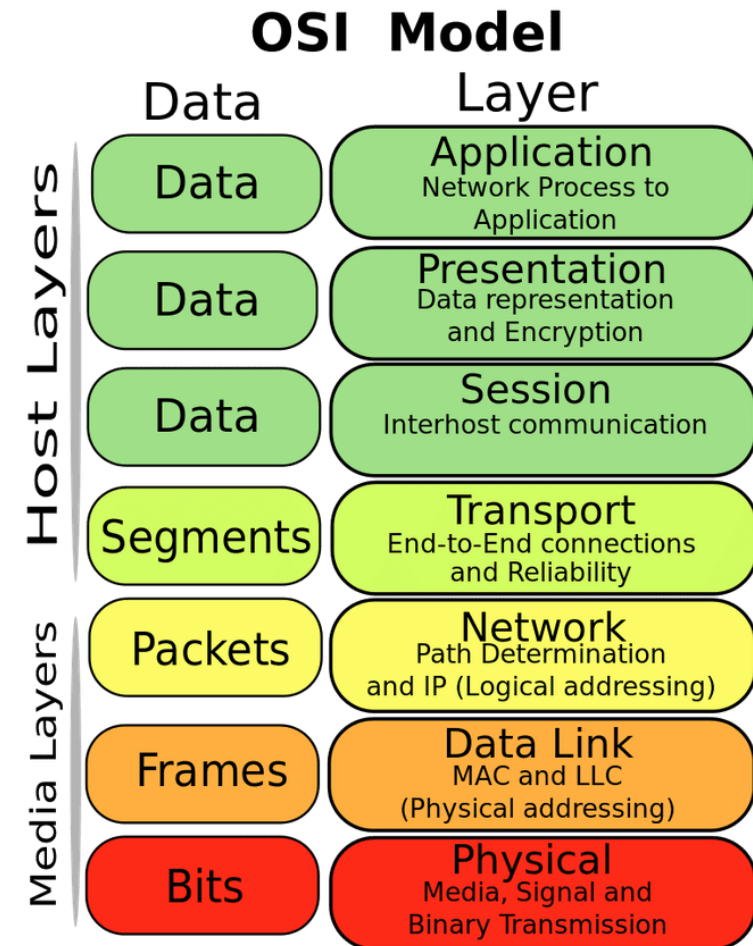 OSI Model
Data
Layer
Host Layers
Data
Application
Network Process to
Application
Data
Presentation
Data representation
and Encryption
Data
Session
Interhost communication
Segments
Transport
End-to-End connections
and Reliability
Media Layers
Packets
Network
Path Determination
and IP (Logical addressing)
Frames
Data Link
MAC and LLC
(Physical addressing)
Bits
Physical
Media, Signal and
Binary Transmission